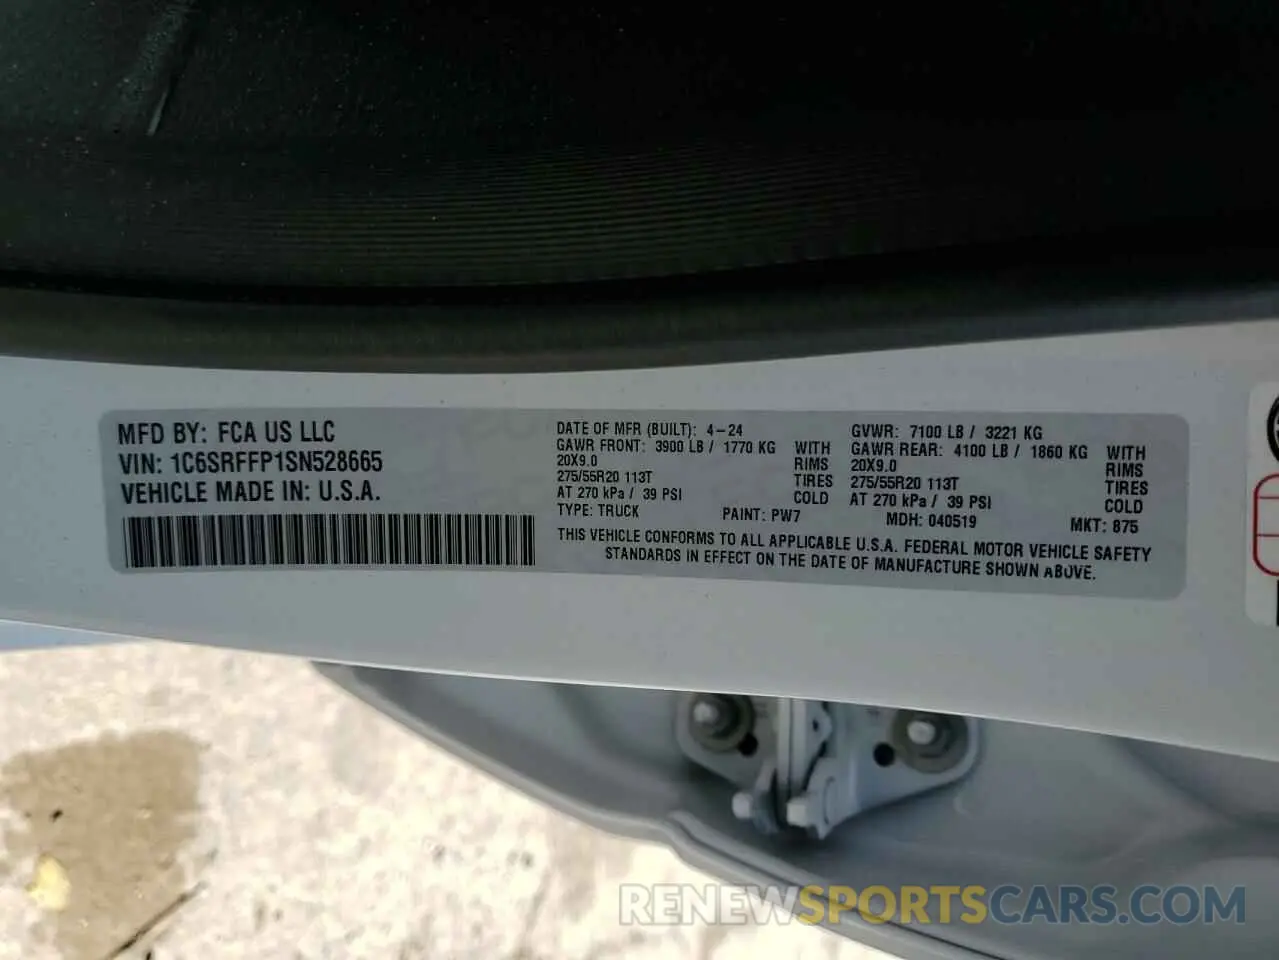 MFD BY: FCA US LLC
VIN: 1C6SRFFP1SN528665
VEHICLE MADE IN: U.S.A.
DATE OF MFR (BUILT): 4-24
GAWR FRONT: 3900 LB / 1770 KG WITH
20X9.0 RIMS
275/55R20 113T TIRES
AT 270 kPa / 39 PSI COLD
GVWR: 7100 LB / 3221 KG
GAWR REAR: 4100 LB / 1860 KG WITH
20X9.0 RIMS
275/55R20 113T TIRES
AT 270 kPa / 39 PSI COLD
TYPE: TRUCK PAINT: PW7 MDH: 040519 MKT: 875
THIS VEHICLE CONFORMS TO ALL APPLICABLE U.S.A. FEDERAL MOTOR VEHICLE SAFETY
STANDARDS IN EFFECT ON THE DATE OF MANUFACTURE SHOWN ABOVE.
RENEWSPORTSCARS.COM